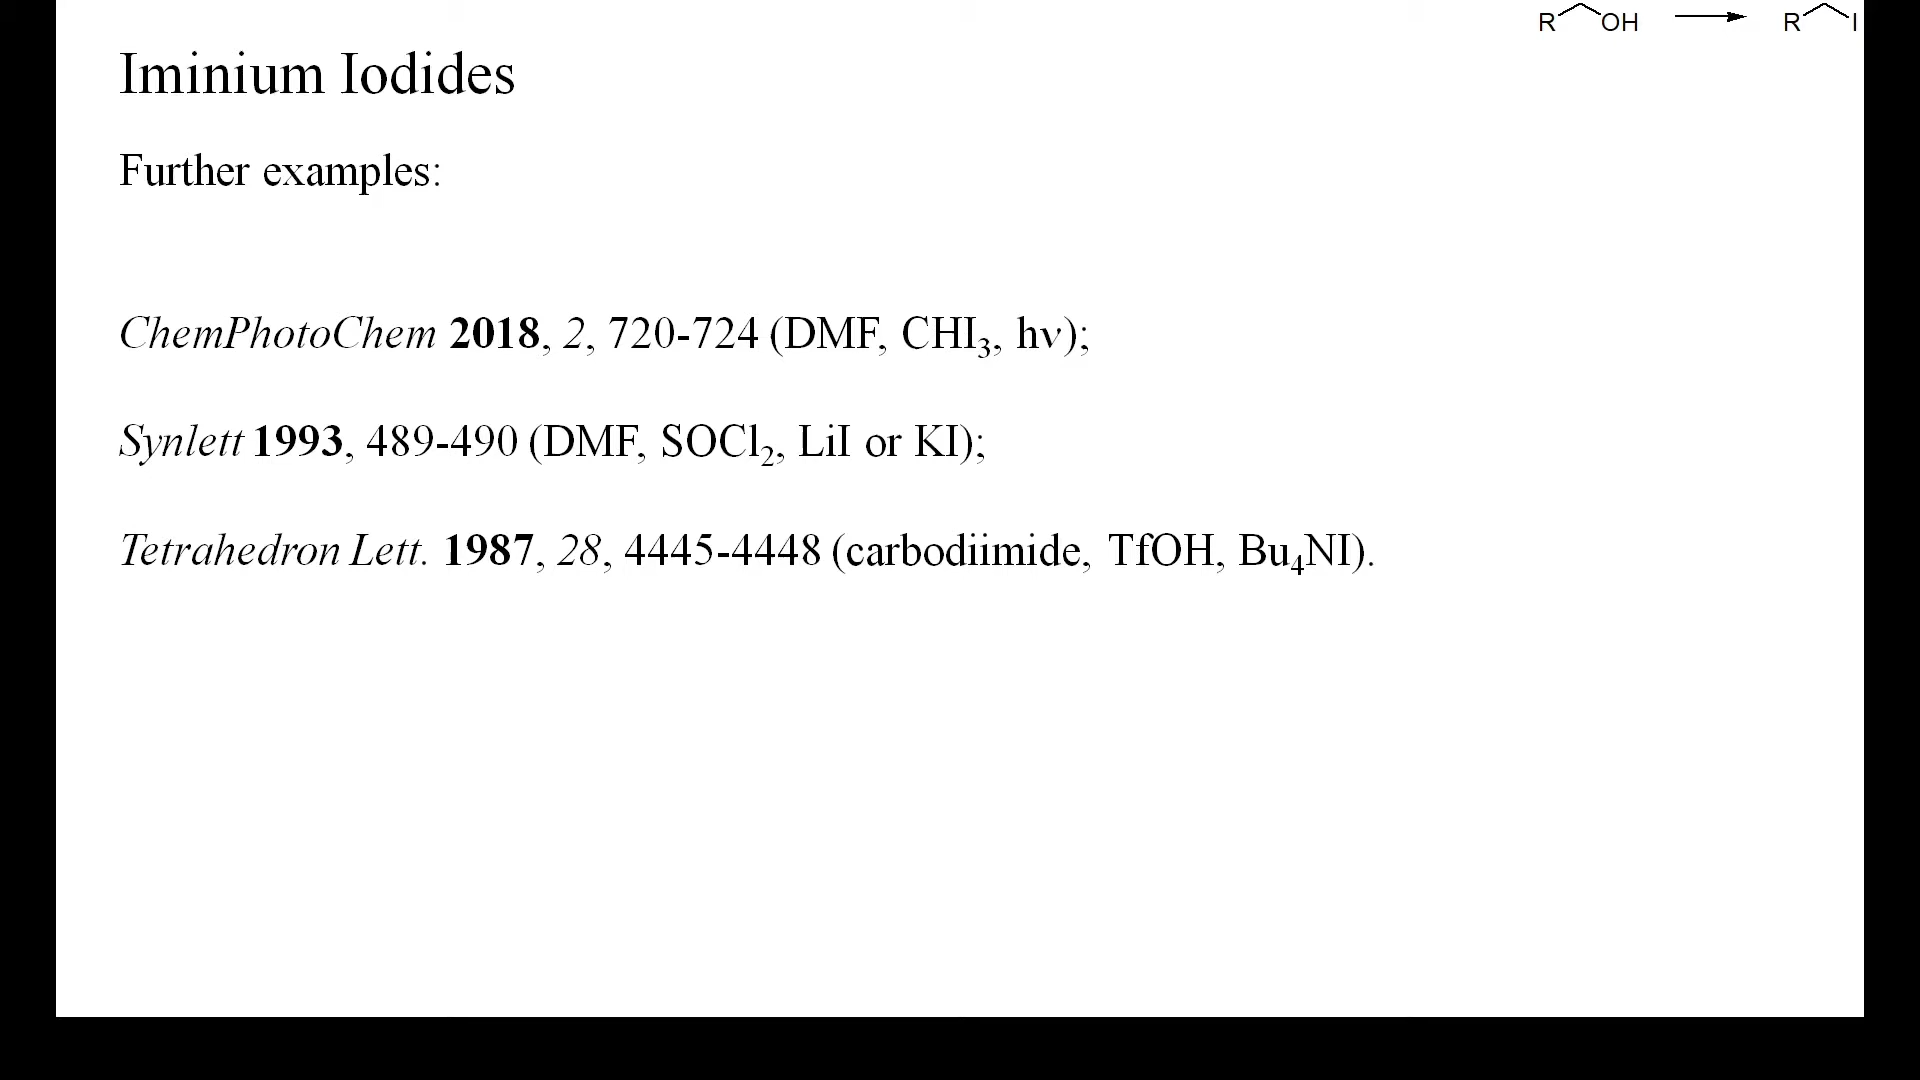 R OH R I
Iminium Iodides
Further examples:
ChemPhotoChem 2018, 2, 720-724 (DMF, CHI₃, hν);
Synlett 1993, 489-490 (DMF, SOCl₂, LiI or KI);
Tetrahedron Lett. 1987, 28, 4445-4448 (carbodiimide, TfOH, Bu₄NI).